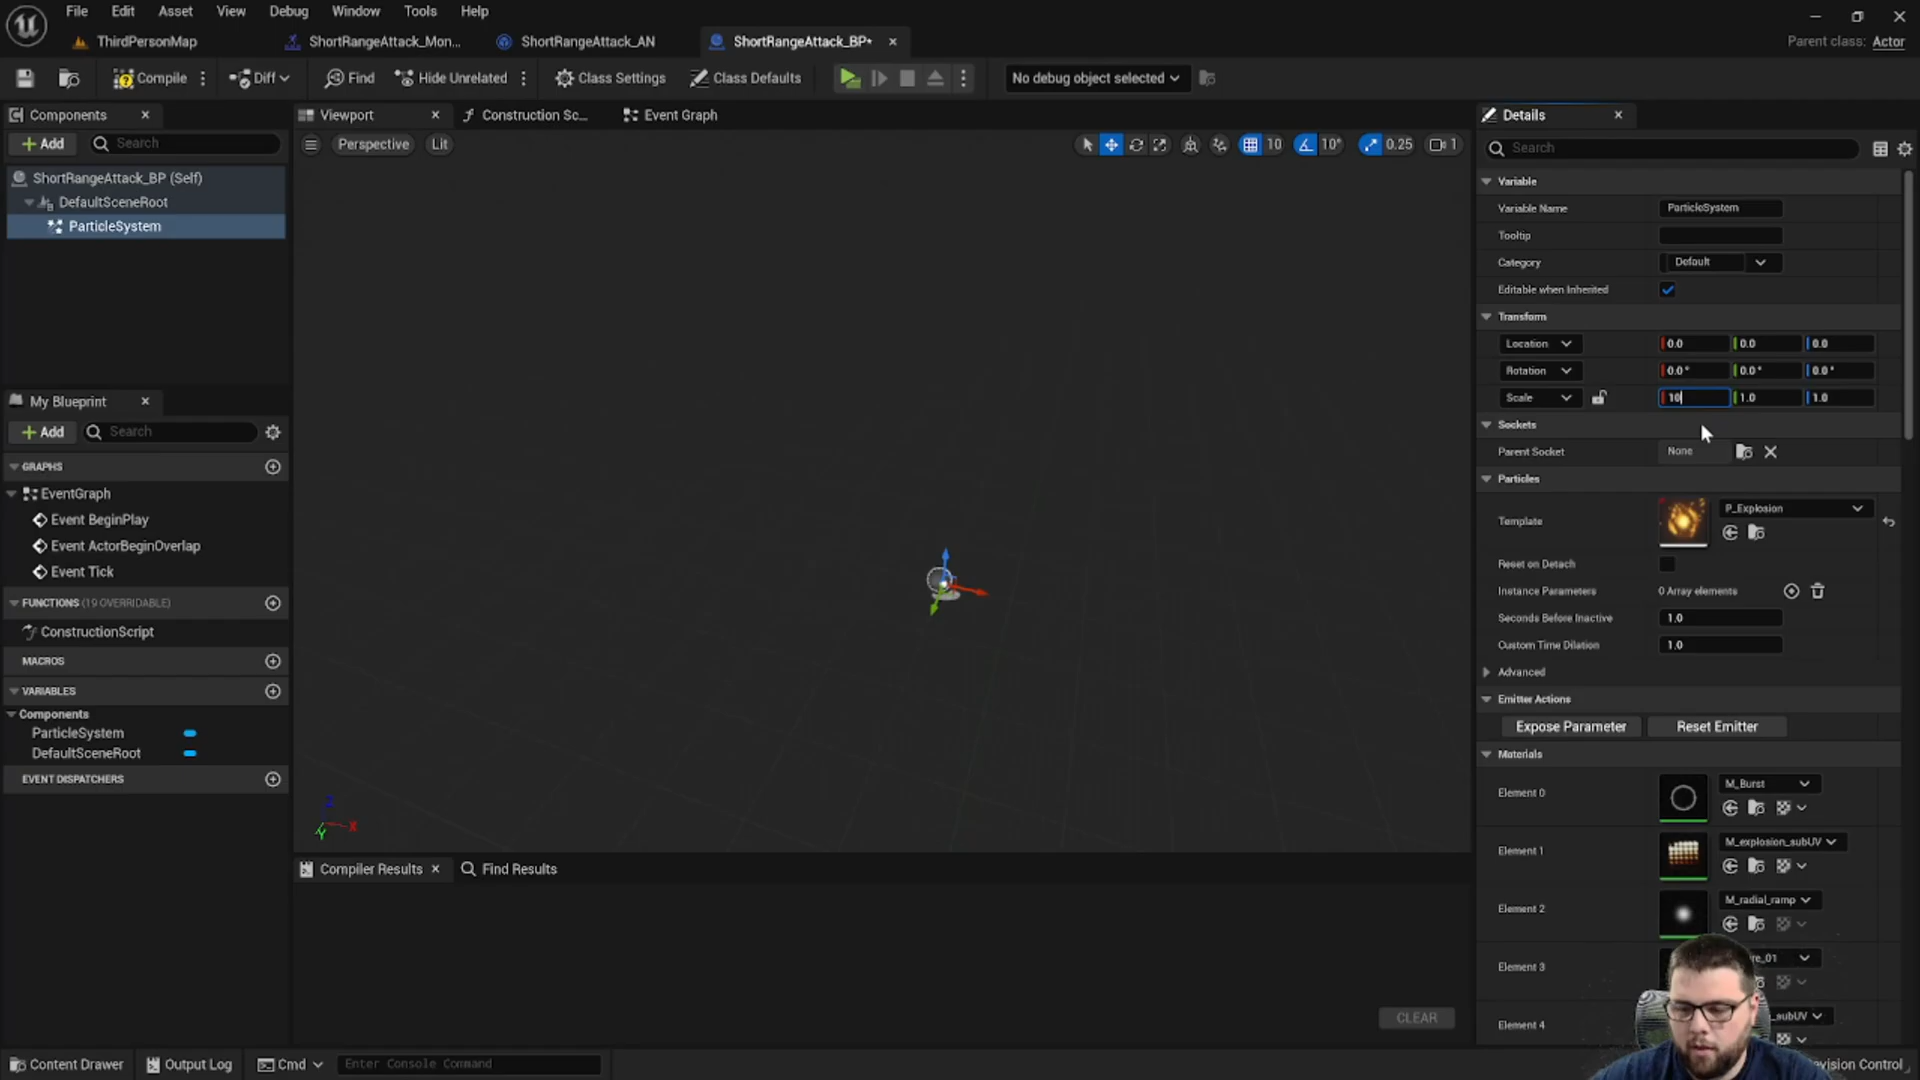 File Edit Asset View Debug Window Tools Help
ThirdPersonMap ShortRangeAttack_Mon... ShortRangeAttack_AN ShortRangeAttack_BP*
Parent class: Actor
Compile Diff Find Hide Unrelated Class Settings Class Defaults No debug object selected
Components
Add Search
ShortRangeAttack_BP (Self)
DefaultSceneRoot
ParticleSystem
My Blueprint
Add Search
GRAPHS
EventGraph
Event BeginPlay
Event ActorBeginOverlap
Event Tick
FUNCTIONS (19 OVERRIDABLE)
ConstructionScript
MACROS
VARIABLES
Components
ParticleSystem
DefaultSceneRoot
EVENT DISPATCHERS
Viewport Construction Sc... Event Graph
Perspective Lit 10 10° 0.25 1
Z
X
Y
Compiler Results Find Results
CLEAR
Details
Search
Variable
Variable Name ParticleSystem
Tooltip
Category Default
Editable when Inherited
Transform
Location 0.0 0.0 0.0
Rotation 0.0° 0.0° 0.0°
Scale 10 1.0 1.0
Sockets
Parent Socket None
Particles
Template P_Explosion
Reset on Detach
Instance Parameters 0 Array elements
Seconds Before Inactive 1.0
Custom Time Dilation 1.0
Advanced
Emitter Actions
Expose Parameter Reset Emitter
Materials
Element 0 M_Burst
Element 1 M_explosion_subUV
Element 2 M_radial_ramp
Element 3 re_01
Element 4 _subUV
Content Drawer Output Log Cmd Enter Console Command
vision Control